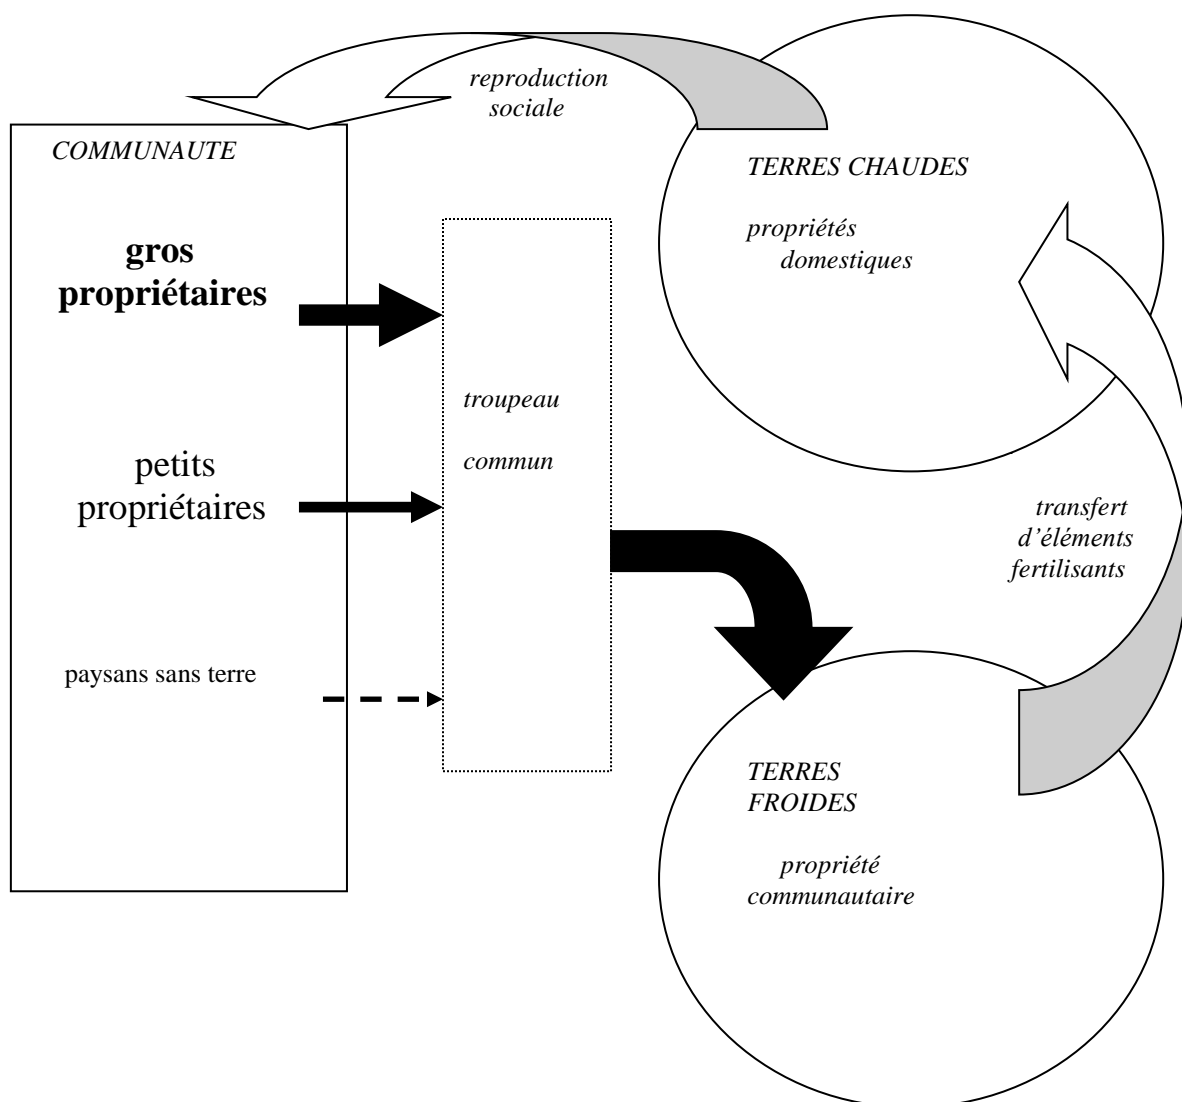 reproduction
sociale
COMMUNAUTE
TERRES CHAUDES
propriétés
domestiques
gros
propriétaires
troupeau
commun
petits
propriétaires
transfert
d’éléments
fertilisants
paysans sans terre
TERRES
FROIDES
propriété
communautaire